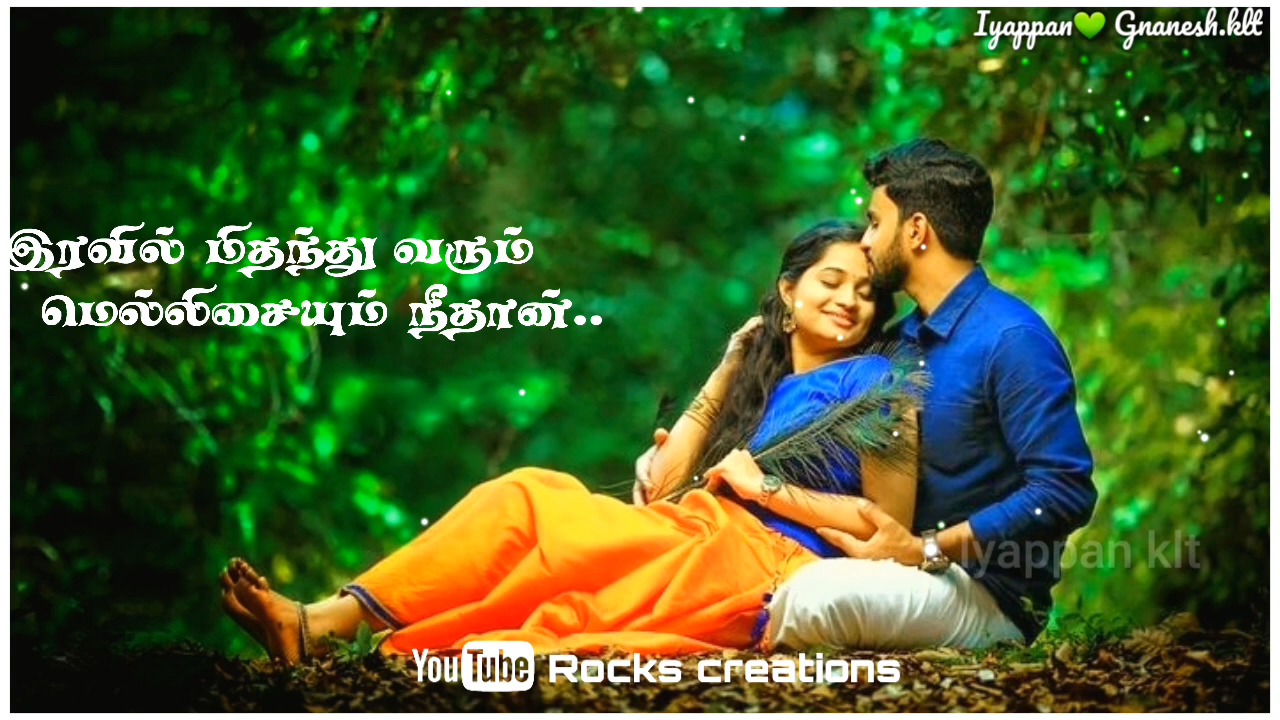 Iyappan💚 Gnanesh.klt
இரவில் மிதந்து வரும்
மெல்லிசையும் நீதான்..
Iyappan klt
YouTube Rocks creations